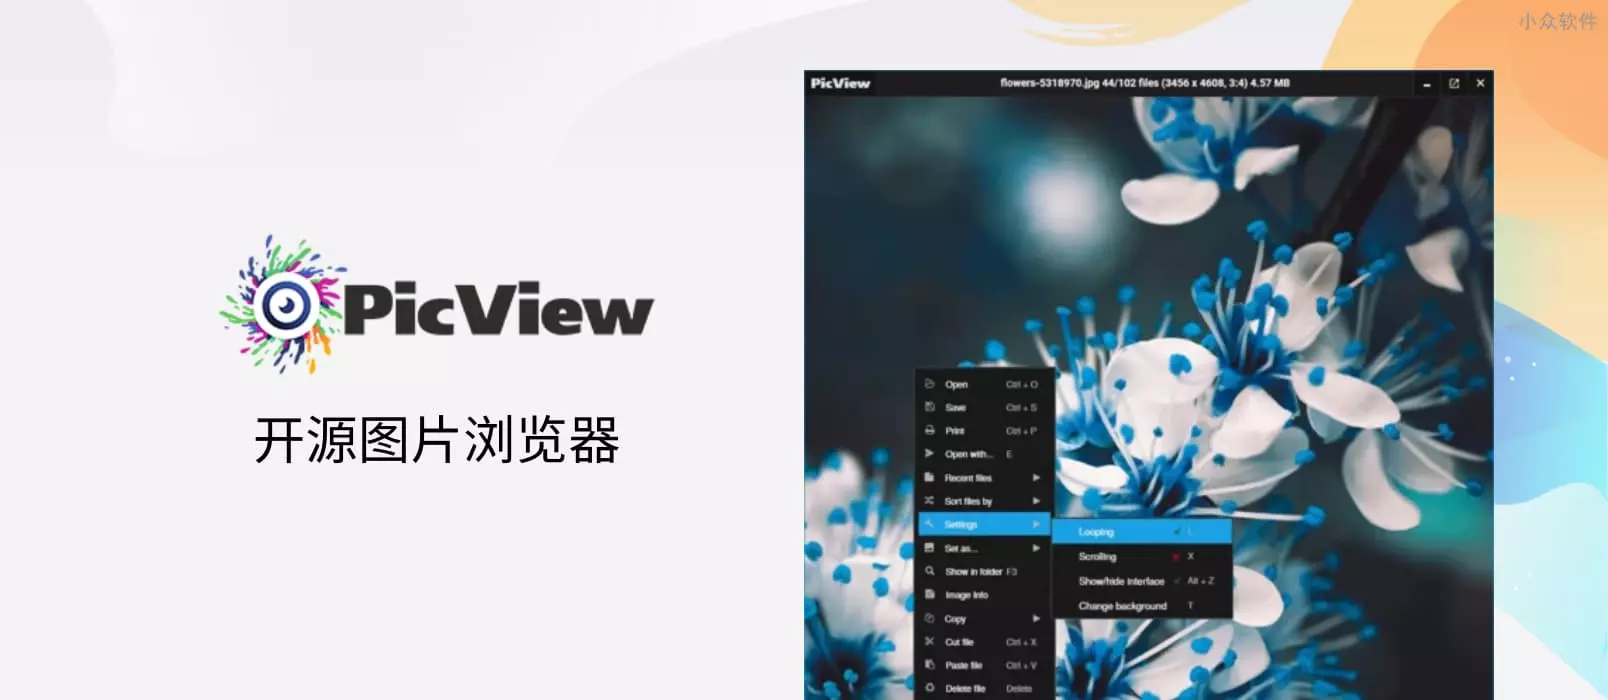 小众软件
PicView
flowers-5318970.jpg 44/102 files (3456 x 4608, 3:4) 4.57 MB
PicView
开源图片浏览器
Open Ctrl + O
Save Ctrl + S
Print Ctrl + P
Open with... E
Recent files
Sort files by
Settings
Set as...
Show in folder F3
Image Info
Copy
Cut file Ctrl + X
Paste file Ctrl + V
Delete file Delete
Looping
Scrolling X
Show/hide interface Alt + Z
Change background T